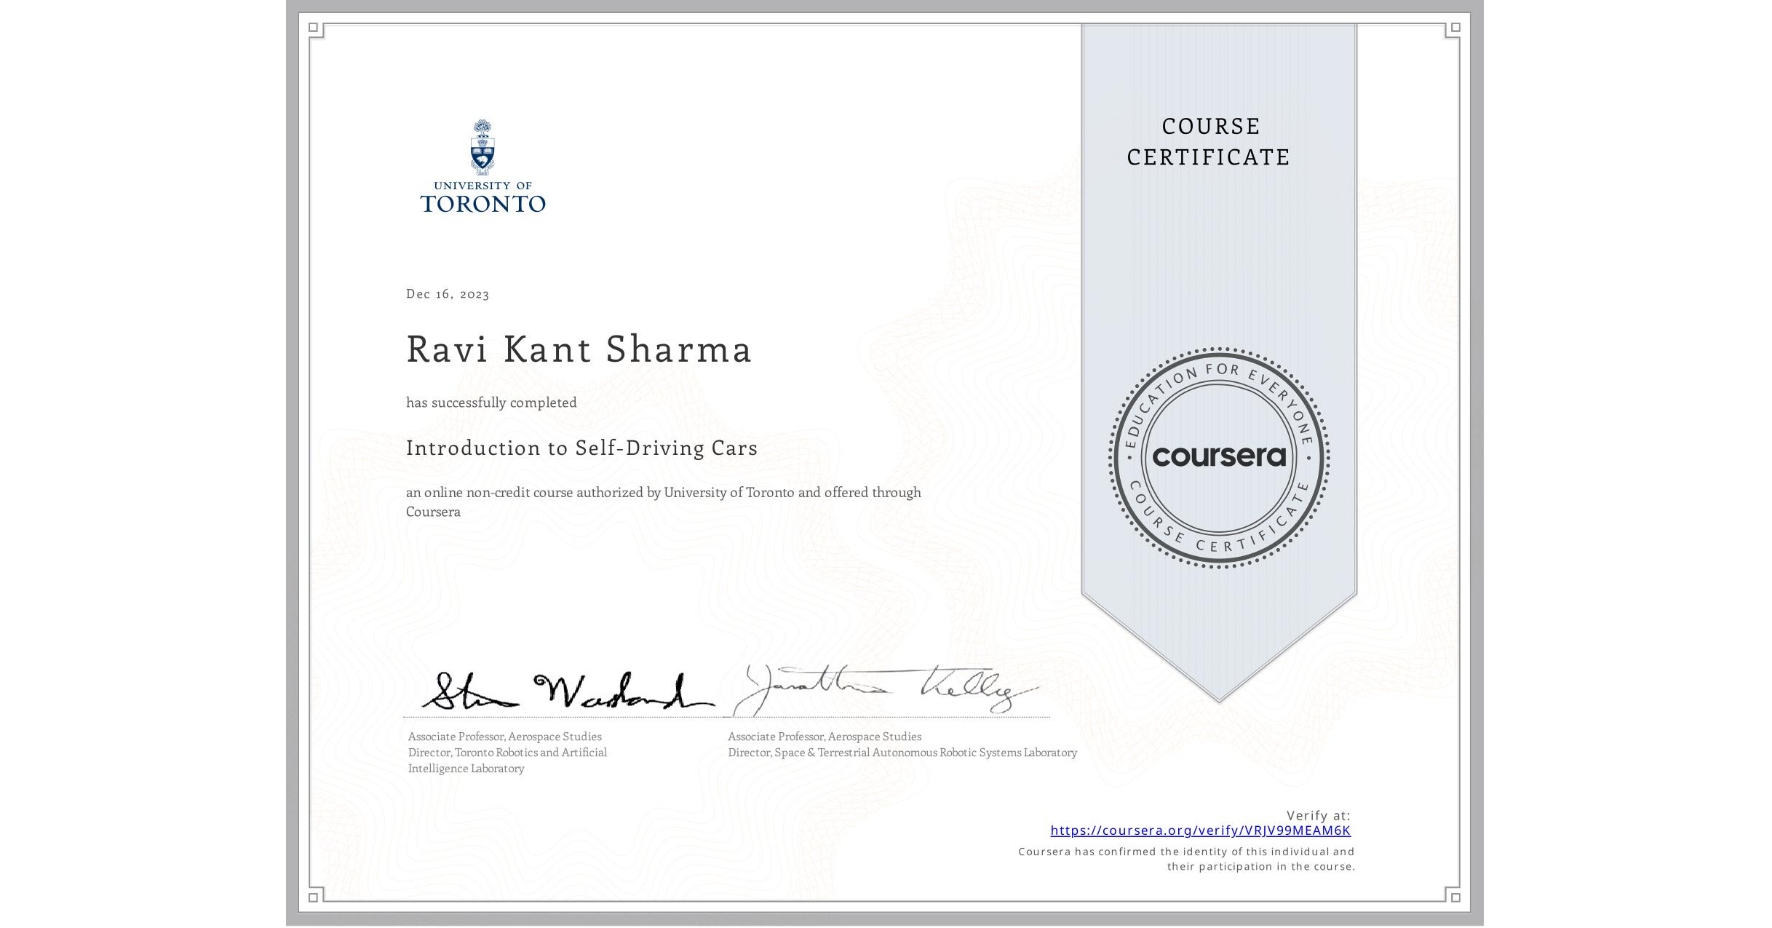 UNIVERSITY OF
TORONTO
COURSE
CERTIFICATE
Dec 16, 2023
Ravi Kant Sharma
has successfully completed
Introduction to Self-Driving Cars
an online non-credit course authorized by University of Toronto and offered through
Coursera
EDUCATION FOR EVERYONE
coursera
COURSE CERTIFICATE
Associate Professor, Aerospace Studies
Director, Toronto Robotics and Artificial
Intelligence Laboratory
Associate Professor, Aerospace Studies
Director, Space & Terrestrial Autonomous Robotic Systems Laboratory
Verify at:
https://coursera.org/verify/VRJV99MEAM6K
Coursera has confirmed the identity of this individual and
their participation in the course.